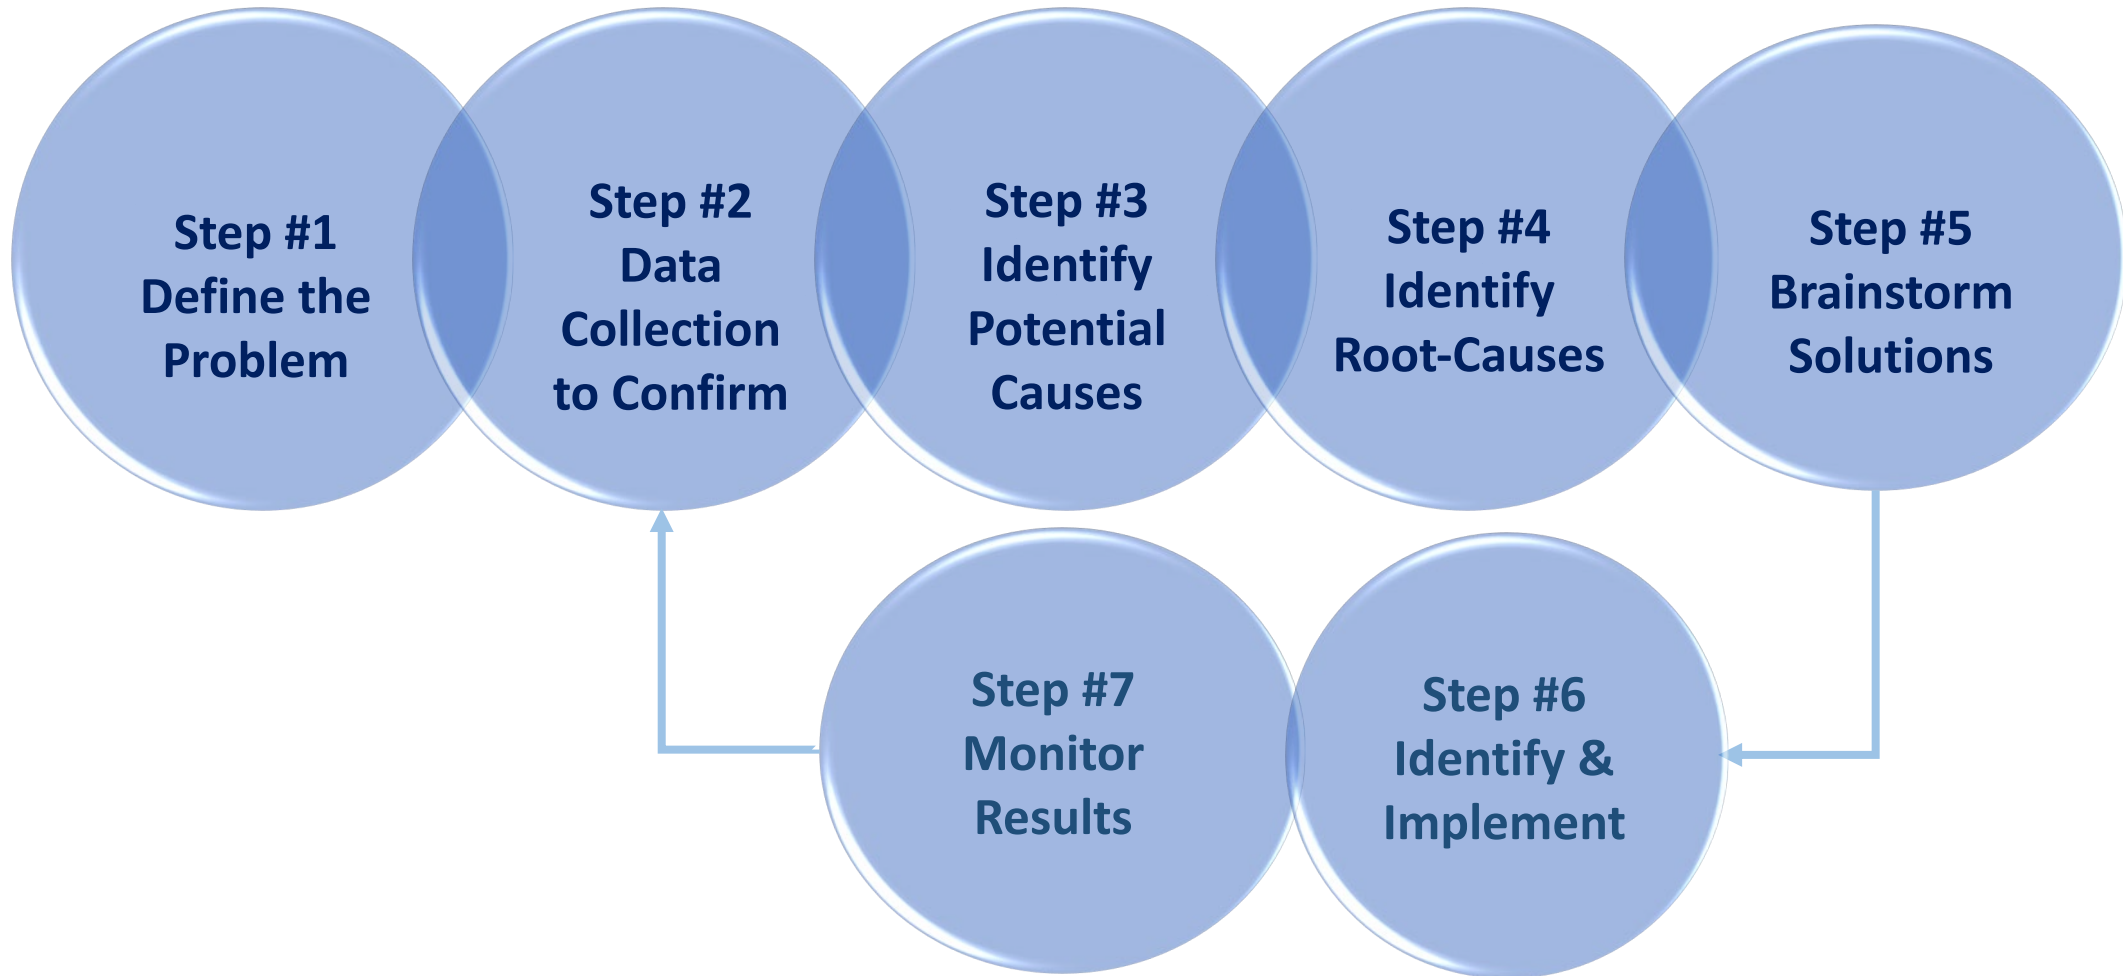 Step #1
Define the
Problem
Step #2
Data
Collection
to Confirm
Step #3
Identify
Potential
Causes
Step #4
Identify
Root-Causes
Step #5
Brainstorm
Solutions
Step #6
Identify &
Implement
Step #7
Monitor
Results